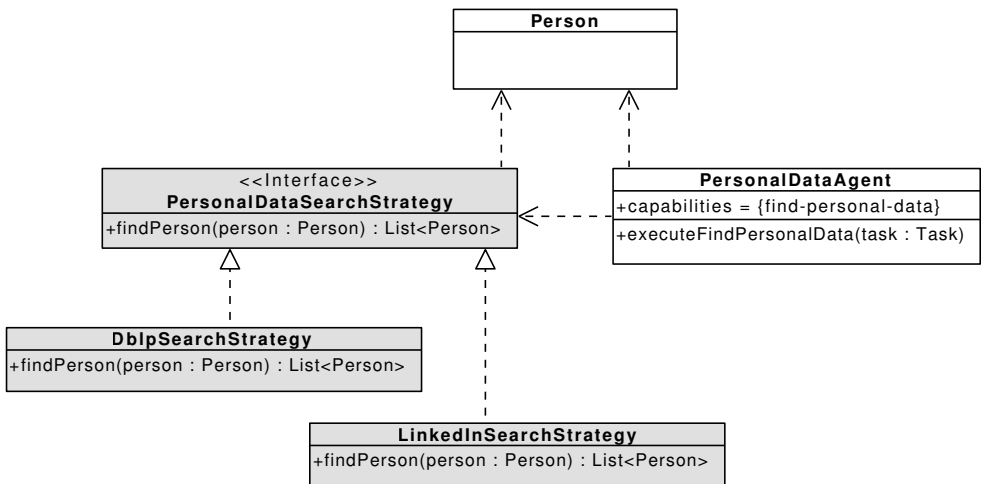 Person
<<Interface>>
PersonalDataSearchStrategy
+findPerson(person : Person) : List<Person>
PersonalDataAgent
+capabilities = {find-personal-data}
+executeFindPersonalData(task : Task)
DblpSearchStrategy
+findPerson(person : Person) : List<Person>
LinkedInSearchStrategy
+findPerson(person : Person) : List<Person>